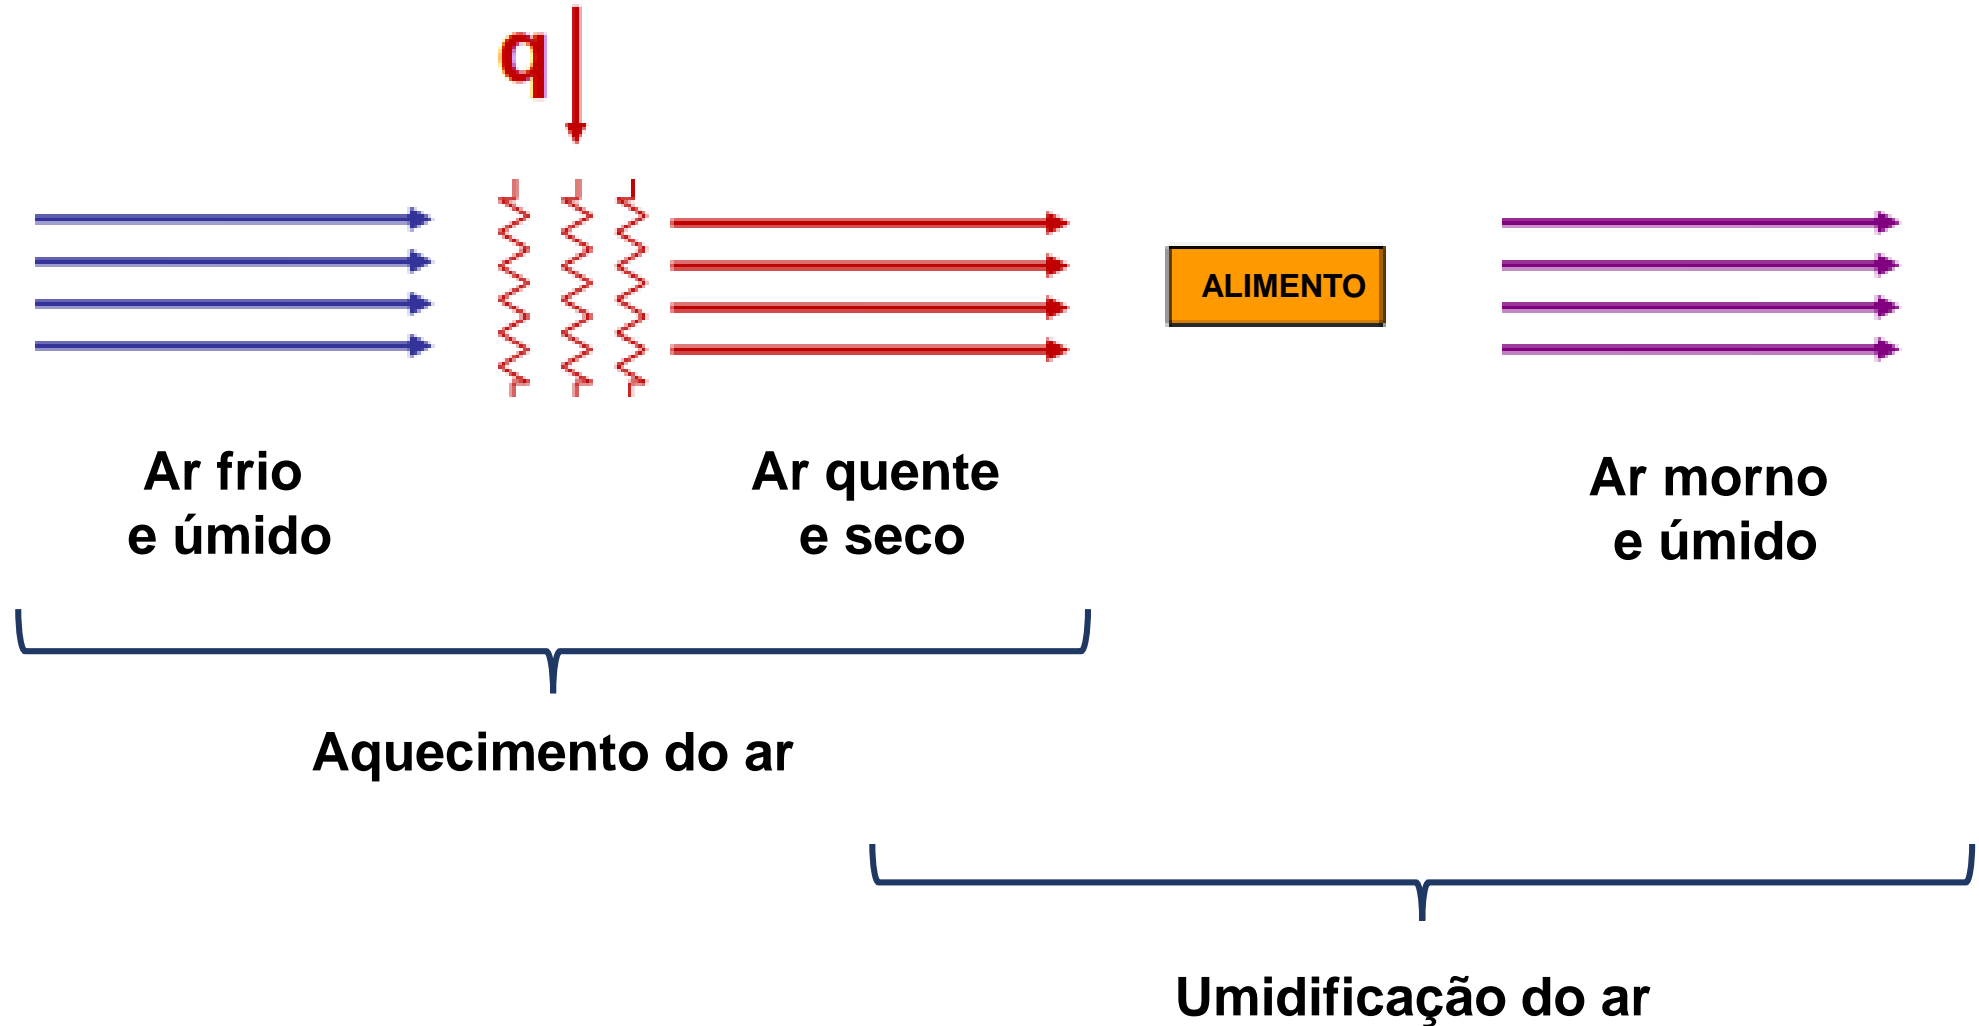 q
ALIMENTO
Ar frio
e úmido
Ar quente
e seco
Ar morno
e úmido
Aquecimento do ar
Umidificação do ar